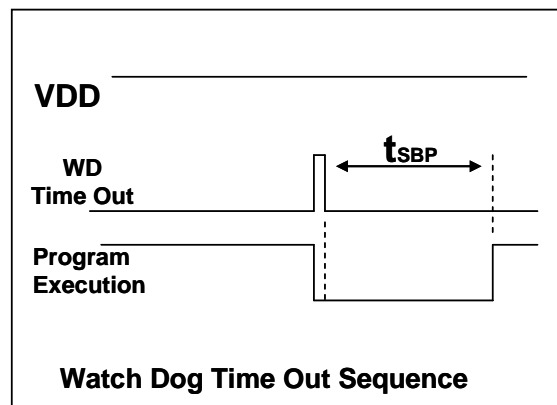 VDD
tSBP
WD
Time Out
Program
Execution
Watch Dog Time Out Sequence